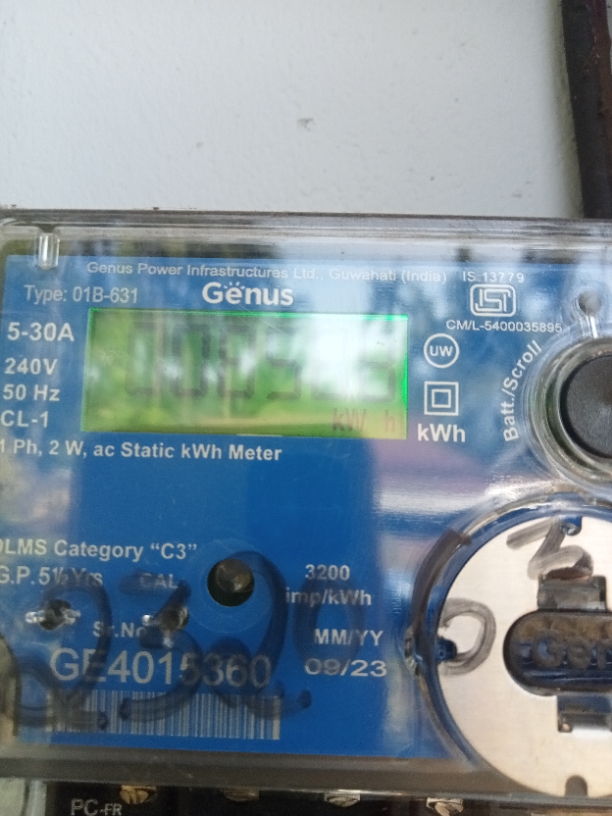 Genus Power Infrastructures Ltd., Guwahati (India) IS:13779
Type: 01B-631
Genus
CM/L-5400035895
5-30A
240V
50 Hz
CL-1
UW
kW h
kWh
Batt./Scroll
1 Ph, 2 W, ac Static kWh Meter
DLMS Category “C3”
G.P.5½Yrs
CAL
3200
imp/kWh
Sr.No
MM/YY
GE4015360
09/23
PC-FR